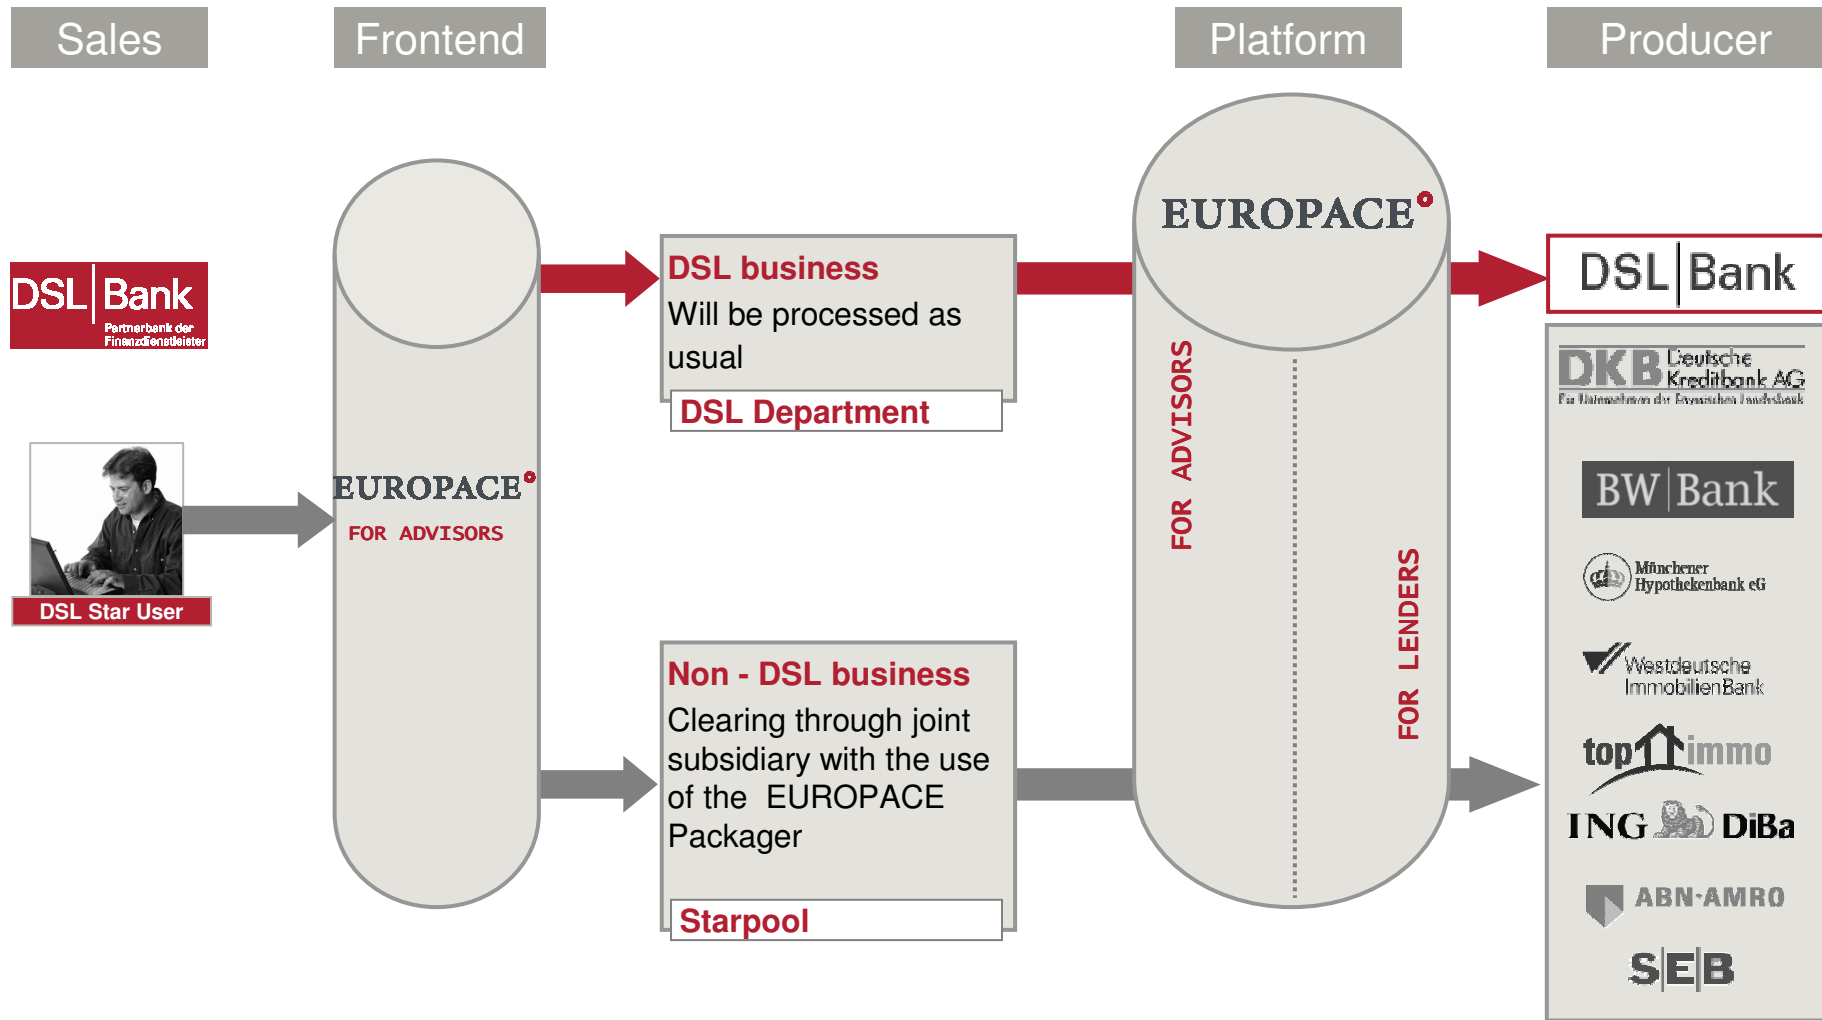 Sales
Frontend
Platform
Producer
DSL Bank
Partnerbank der
Finanzdienstleister
DSL Star User
EUROPACE
FOR ADVISORS
DSL business
Will be processed as
usual
DSL Department
Non - DSL business
Clearing through joint
subsidiary with the use
of the EUROPACE
Packager
Starpool
EUROPACE
FOR ADVISORS
FOR LENDERS
DSL Bank
DKB Deutsche
Kreditbank AG
BW Bank
Münchener
Hypothekenbank eG
Westdeutsche
ImmobilienBank
top immo
ING DiBa
ABN·AMRO
SEB